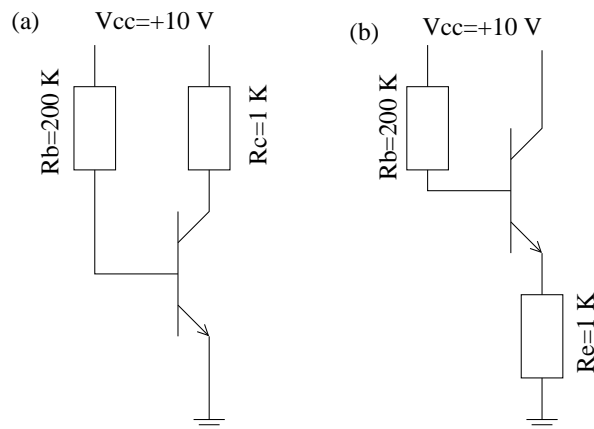 (a)
Vcc=+10 V
Rb=200 K
Rc=1 K
(b)
Vcc=+10 V
Rb=200 K
Re=1 K